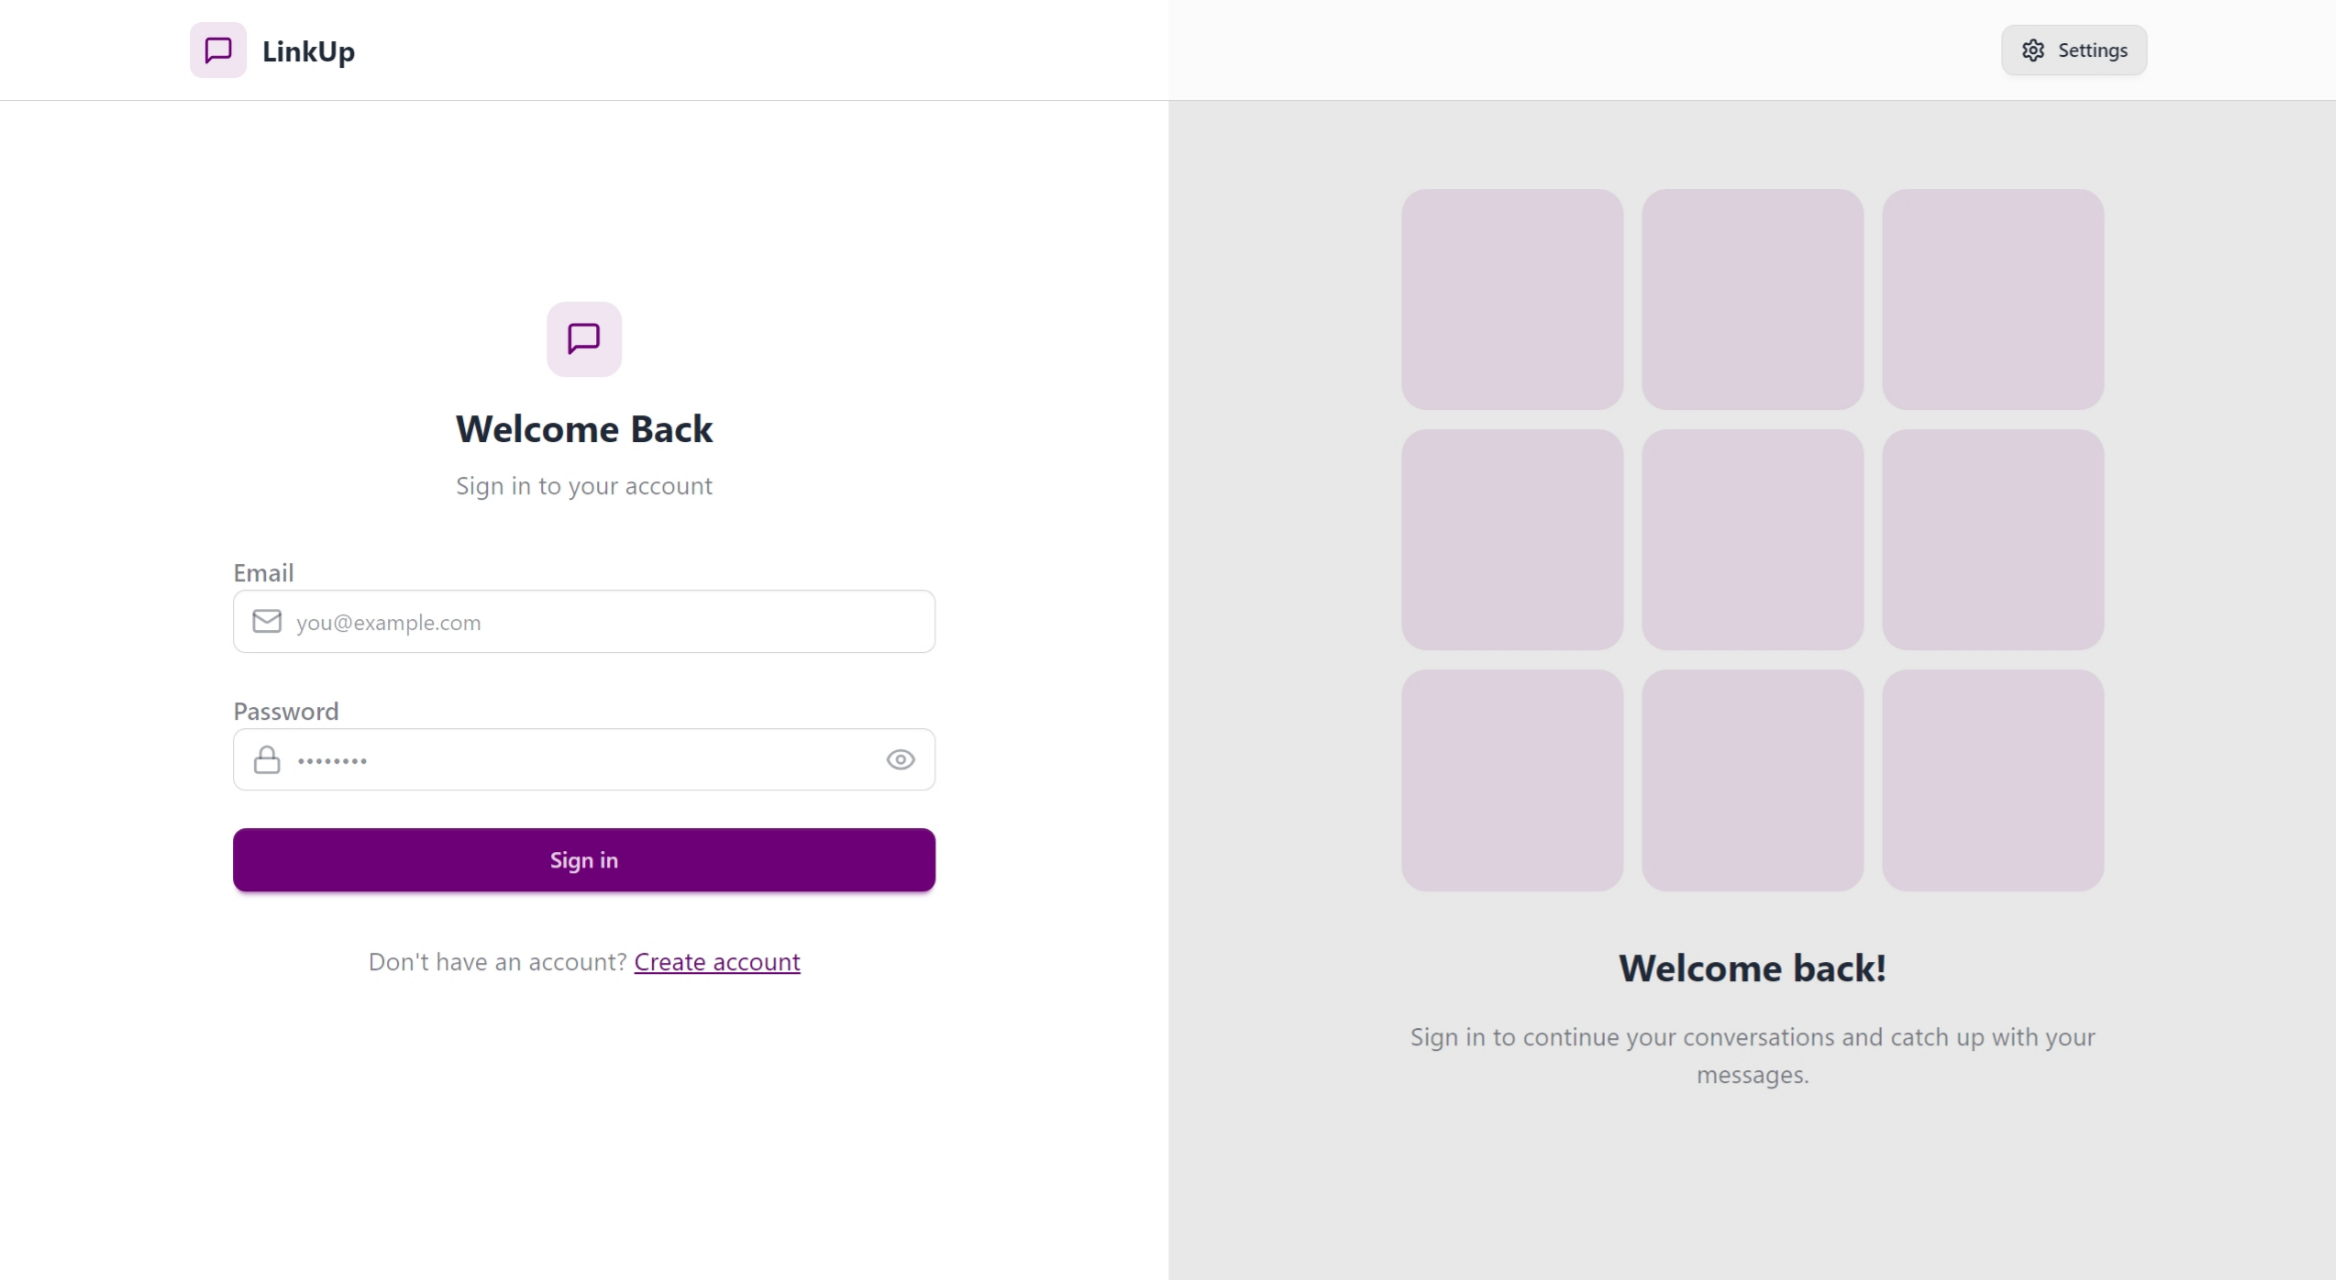 LinkUp
Settings
Welcome Back
Sign in to your account
Email
you@example.com
Password
••••••••
Sign in
Don't have an account? Create account
Welcome back!
Sign in to continue your conversations and catch up with your
messages.